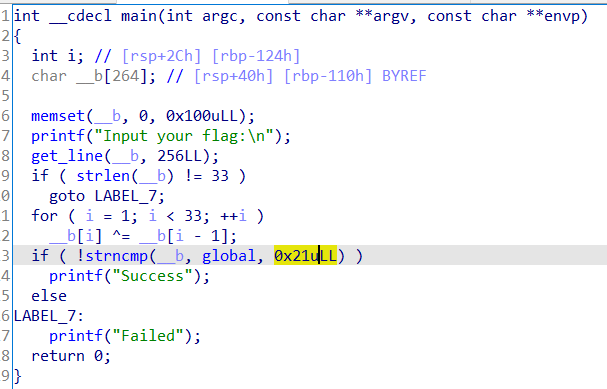 1 int __cdecl main(int argc, const char **argv, const char **envp)
2 {
3   int i; // [rsp+2Ch] [rbp-124h]
4   char __b[264]; // [rsp+40h] [rbp-110h] BYREF
5
6   memset(__b, 0, 0x100uLL);
7   printf("Input your flag:\n");
8   get_line(__b, 256LL);
9   if ( strlen(__b) != 33 )
0     goto LABEL_7;
1   for ( i = 1; i < 33; ++i )
2     __b[i] ^= __b[i - 1];
3   if ( !strncmp(__b, global, 0x21uLL) )
4     printf("Success");
5   else
6 LABEL_7:
7     printf("Failed");
8   return 0;
9 }